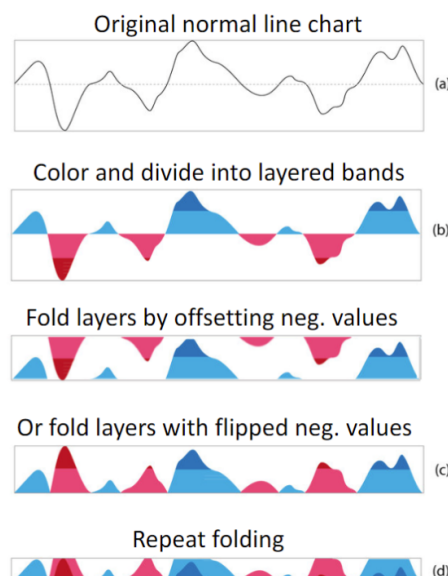 Original normal line chart
(a)
Color and divide into layered bands
(b)
Fold layers by offsetting neg. values
Or fold layers with flipped neg. values
(c)
Repeat folding
(d)